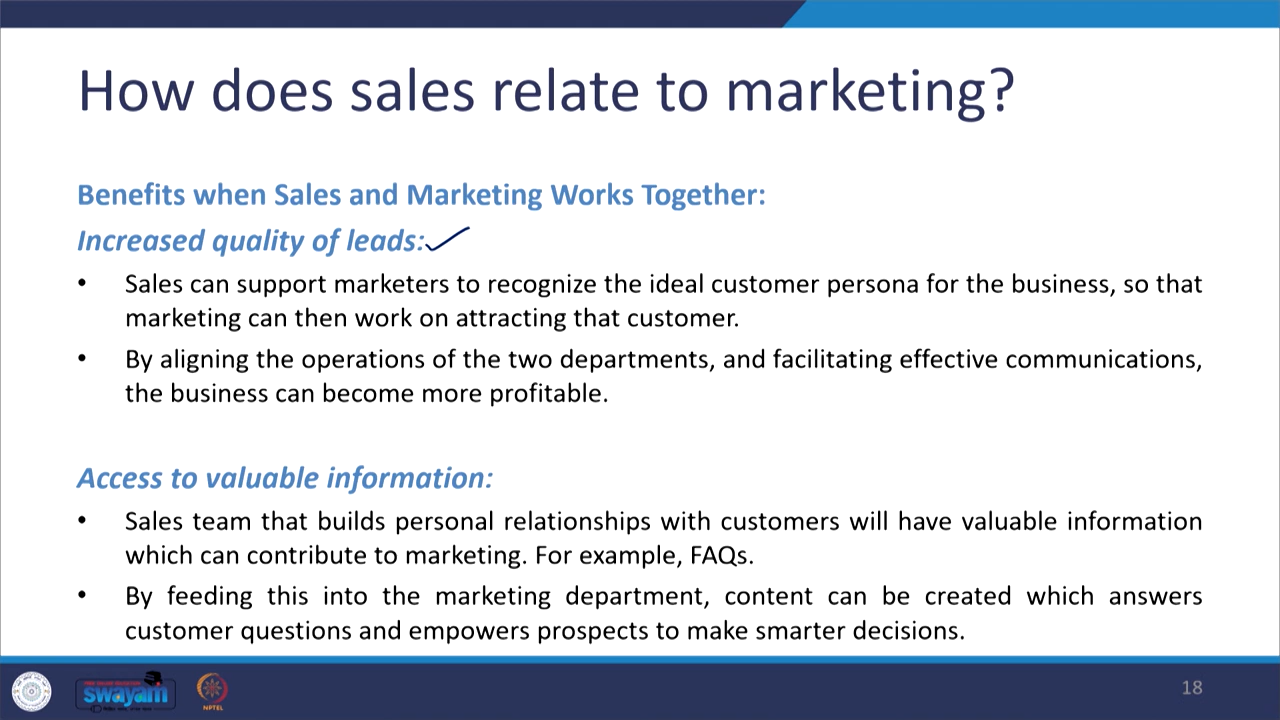 How does sales relate to marketing?
Benefits when Sales and Marketing Works Together:
Increased quality of leads:
• Sales can support marketers to recognize the ideal customer persona for the business, so that
marketing can then work on attracting that customer.
• By aligning the operations of the two departments, and facilitating effective communications,
the business can become more profitable.
Access to valuable information:
• Sales team that builds personal relationships with customers will have valuable information
which can contribute to marketing. For example, FAQs.
• By feeding this into the marketing department, content can be created which answers
customer questions and empowers prospects to make smarter decisions.
swayam
NPTEL
18